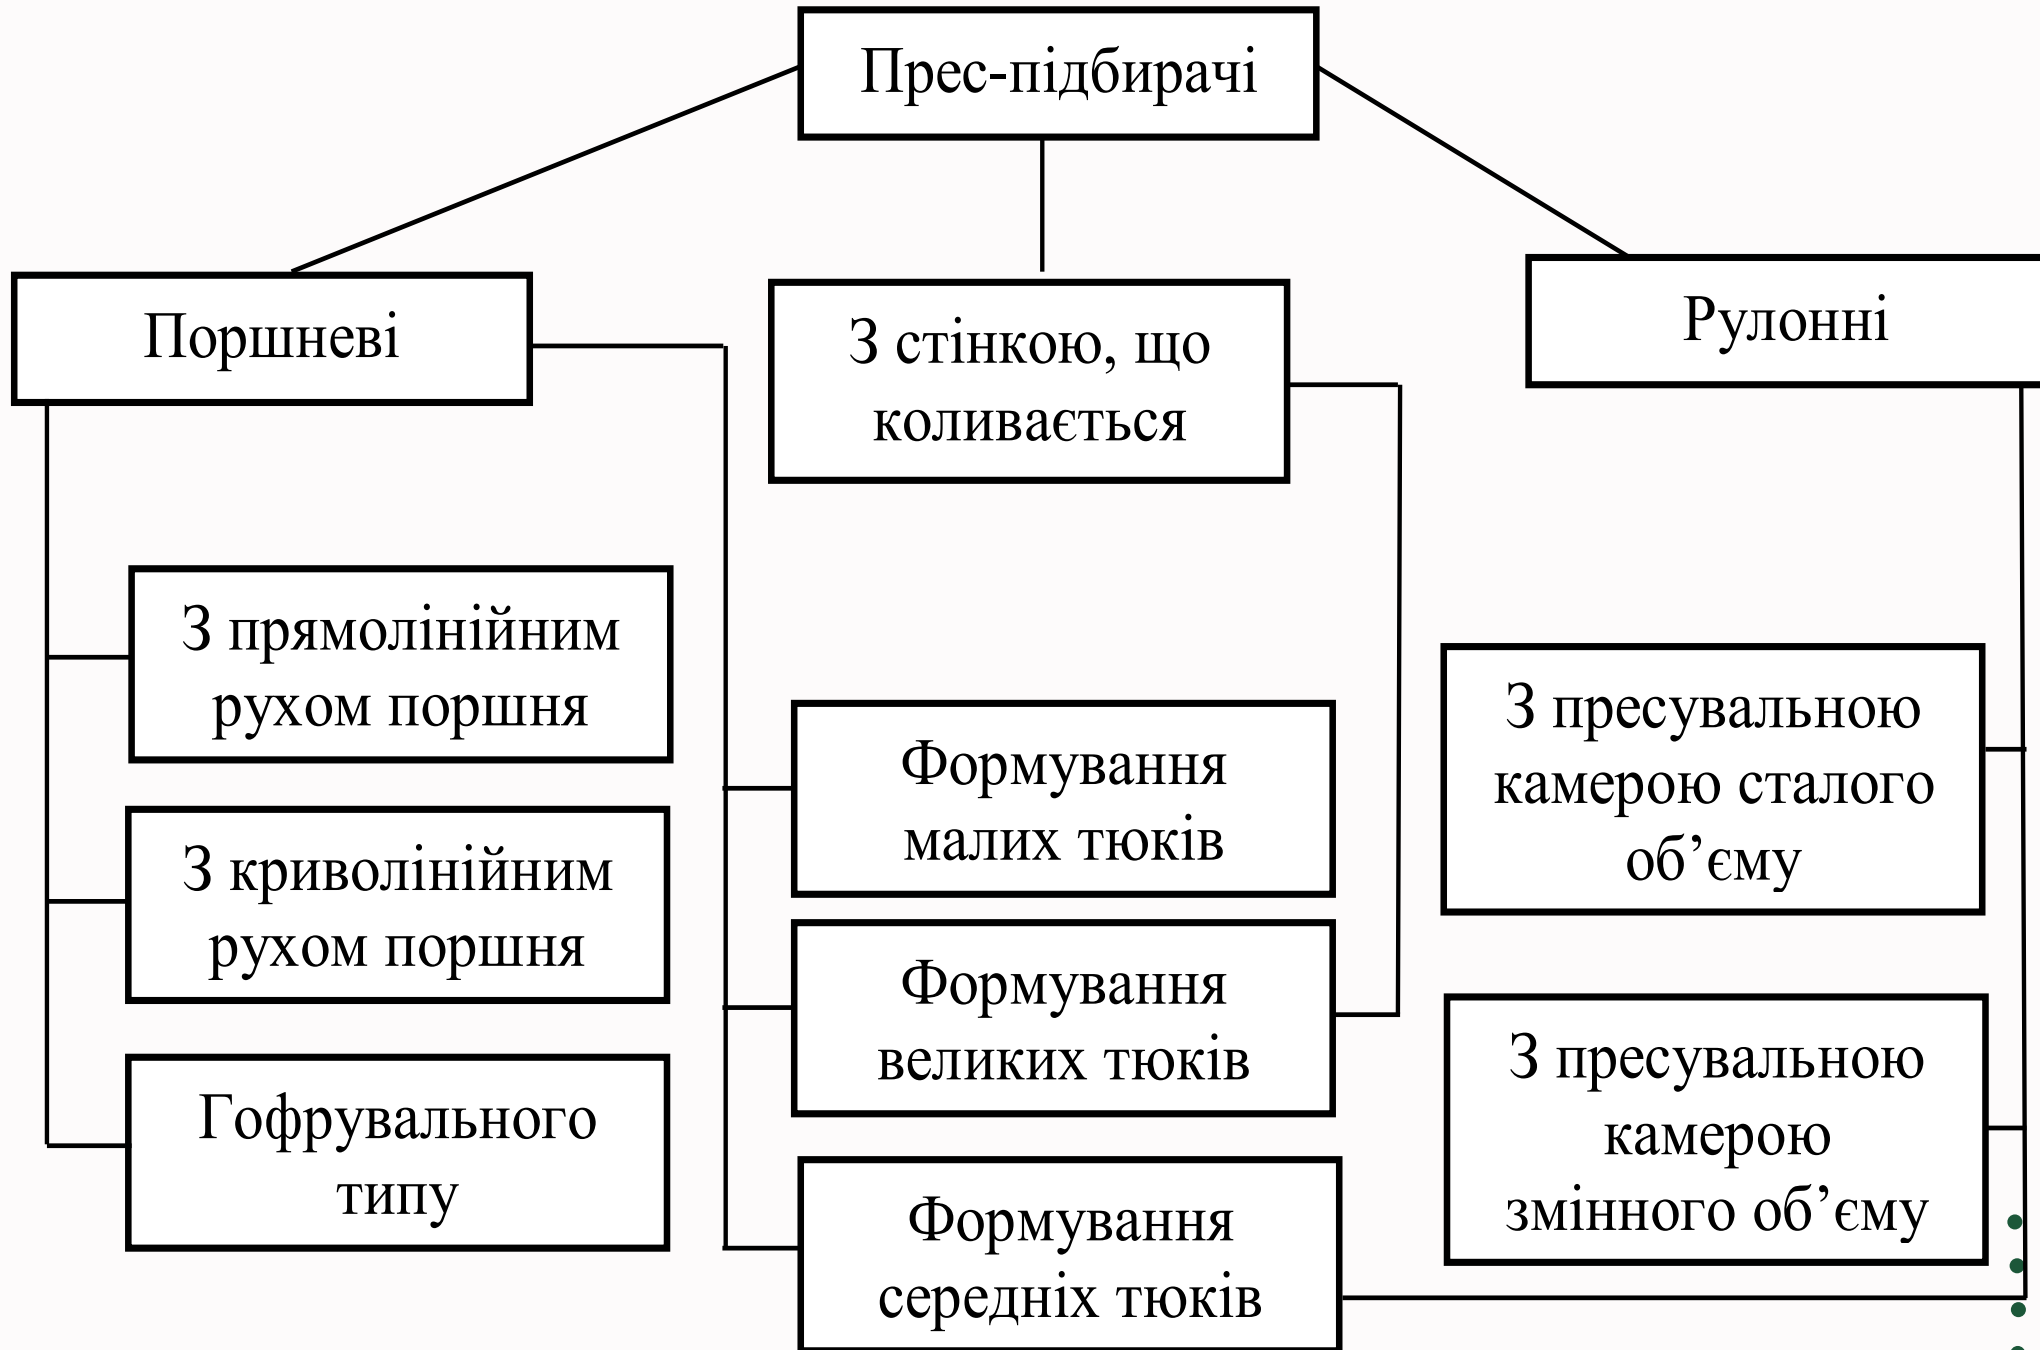 Прес-підбирачі
Поршневі
З стінкою, що
коливається
Рулонні
З прямолінійним
рухом поршня
З криволінійним
рухом поршня
Гофрувального
типу
Формування
малих тюків
Формування
великих тюків
Формування
середніх тюків
З пресувальною
камерою сталого
об’єму
З пресувальною
камерою
змінного об’єму